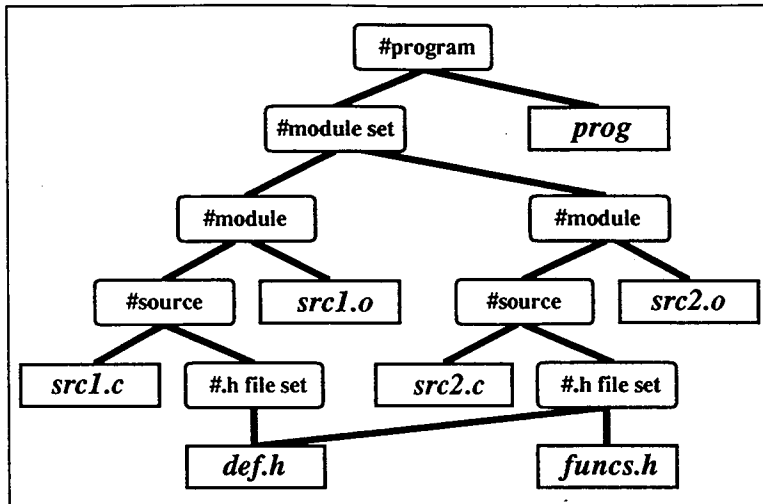 #program
#module set
prog
#module
#module
#source
src1.o
#source
src2.o
src1.c
#.h file set
src2.c
#.h file set
def.h
funcs.h